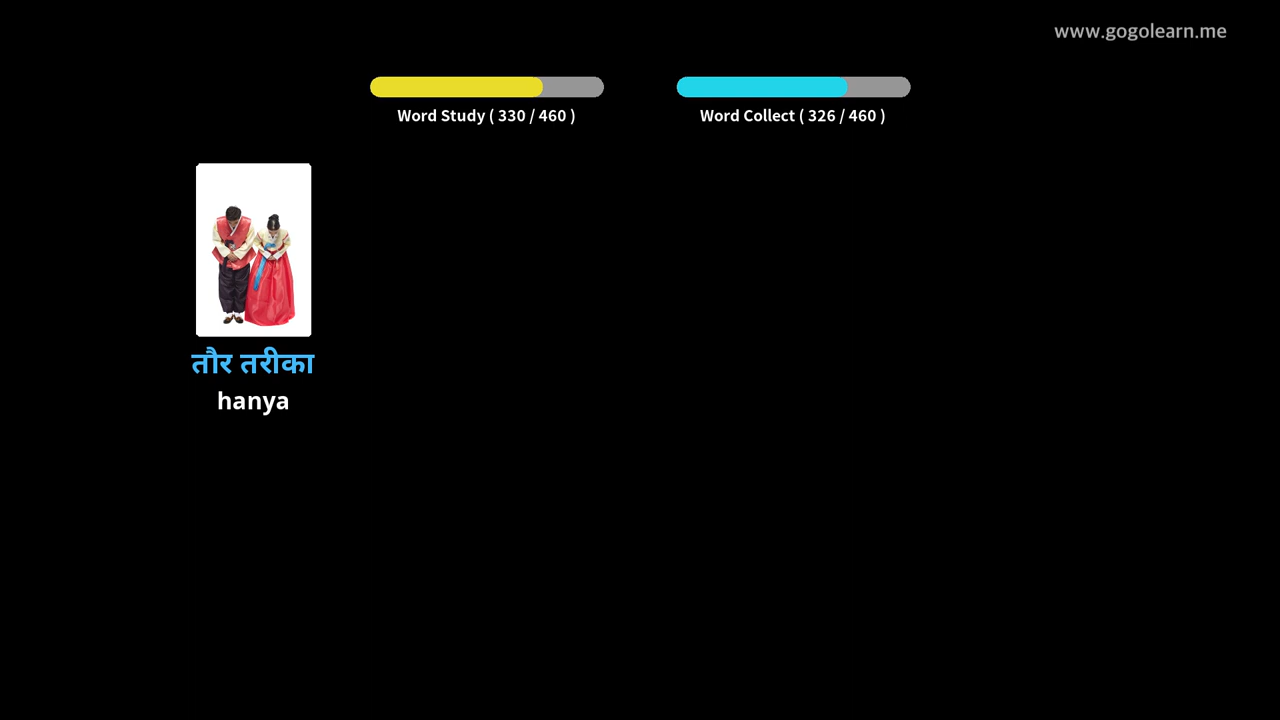 www.gogolearn.me
Word Study ( 330 / 460 )
Word Collect ( 326 / 460 )
तौर तरीका
hanya